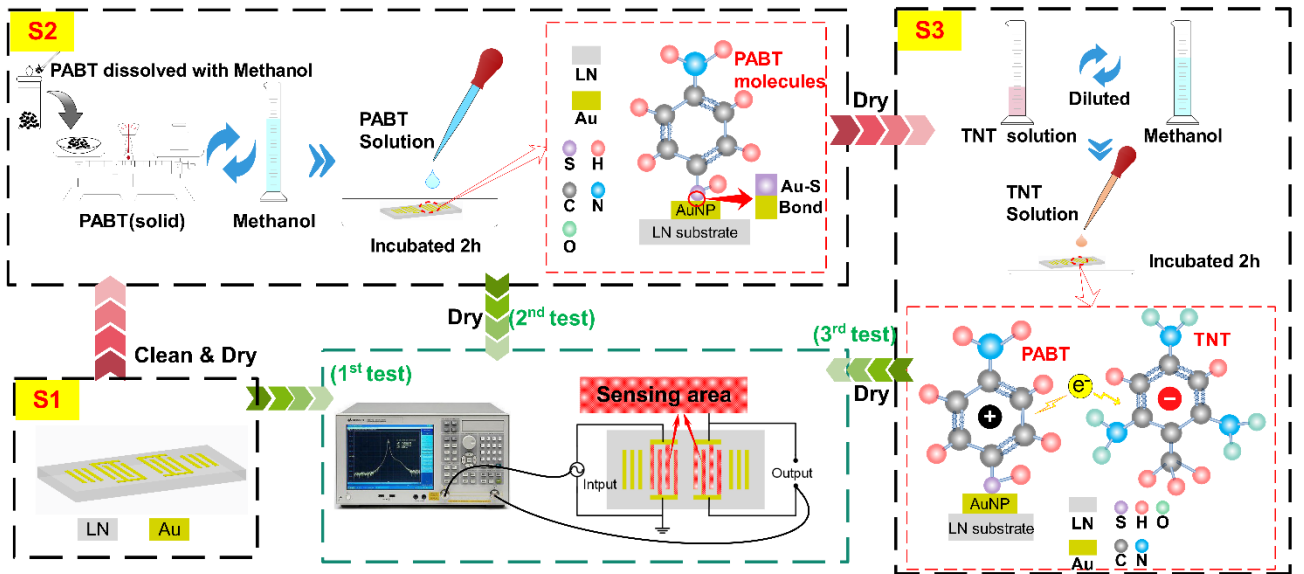 S2
PABT dissolved with Methanol
PABT(solid)
Methanol
PABT
Solution
Incubated 2h
LN
Au
S H
C N
O
PABT
molecules
Au-S
Bond
AuNP
LN substrate
Dry
S3
TNT solution
Diluted
Methanol
TNT
Solution
Incubated 2h
PABT
TNT
e-
+
−
AuNP
LN substrate
LN
Au
S H O
C N
Clean & Dry
S1
LN
Au
(1st test)
Dry
(2nd test)
(3rd test)
Dry
Sensing area
Intput
Output